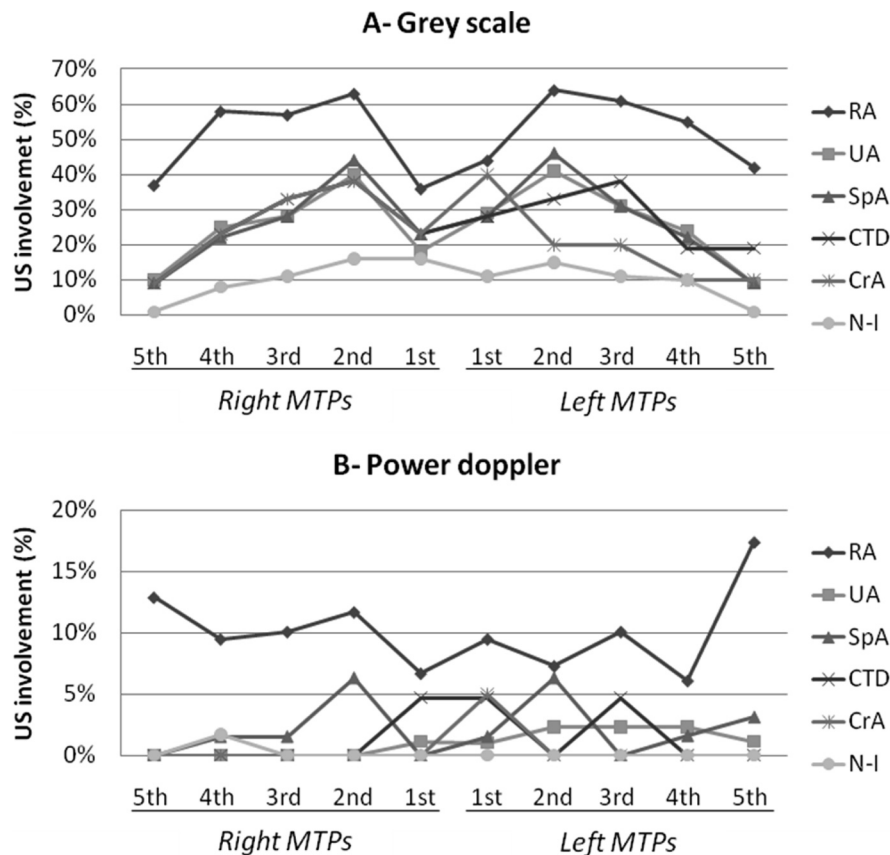 A- Grey scale
US involvemet (%)
70%
60%
50%
40%
30%
20%
10%
0%
5th 4th 3rd 2nd 1st 1st 2nd 3rd 4th 5th
Right MTPs Left MTPs
RA
UA
SpA
CTD
CrA
N-I
B- Power doppler
US involvement (%)
20%
15%
10%
5%
0%
5th 4th 3rd 2nd 1st 1st 2nd 3rd 4th 5th
Right MTPs Left MTPs
RA
UA
SpA
CTD
CrA
N-I